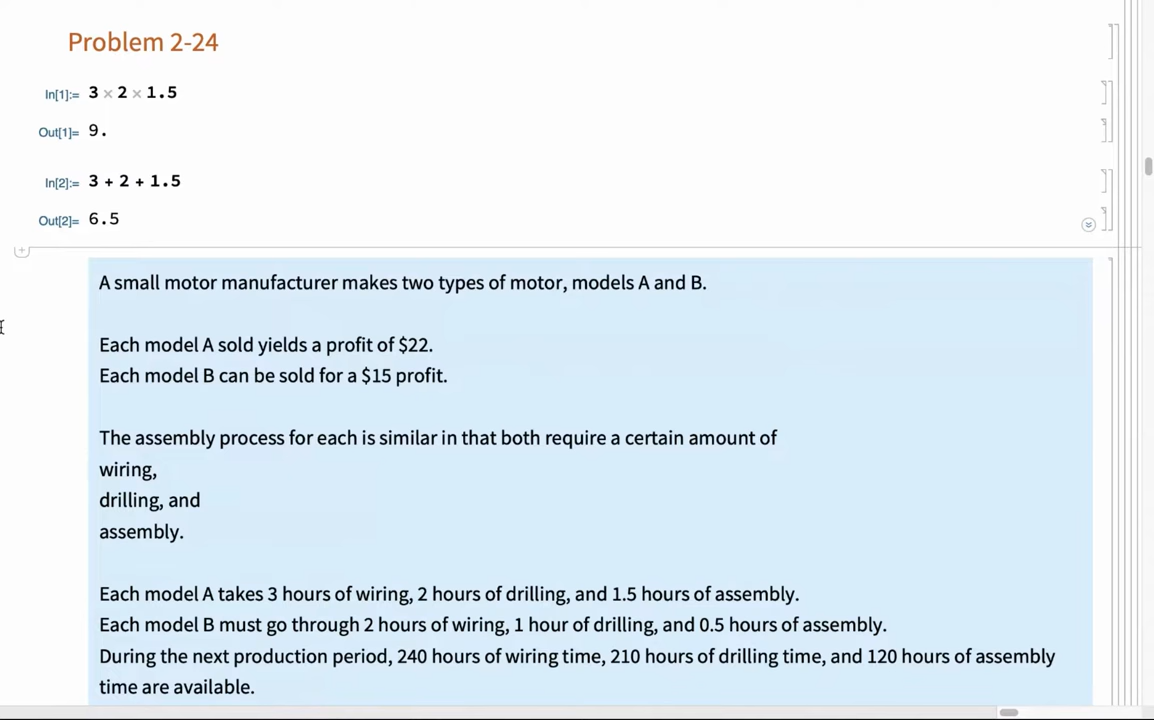 Problem 2-24
In[1]:= 3 × 2 × 1.5
Out[1]= 9.
In[2]:= 3 + 2 + 1.5
Out[2]= 6.5
A small motor manufacturer makes two types of motor, models A and B.
Each model A sold yields a profit of $22.
Each model B can be sold for a $15 profit.
The assembly process for each is similar in that both require a certain amount of
wiring,
drilling, and
assembly.
Each model A takes 3 hours of wiring, 2 hours of drilling, and 1.5 hours of assembly.
Each model B must go through 2 hours of wiring, 1 hour of drilling, and 0.5 hours of assembly.
During the next production period, 240 hours of wiring time, 210 hours of drilling time, and 120 hours of assembly
time are available.